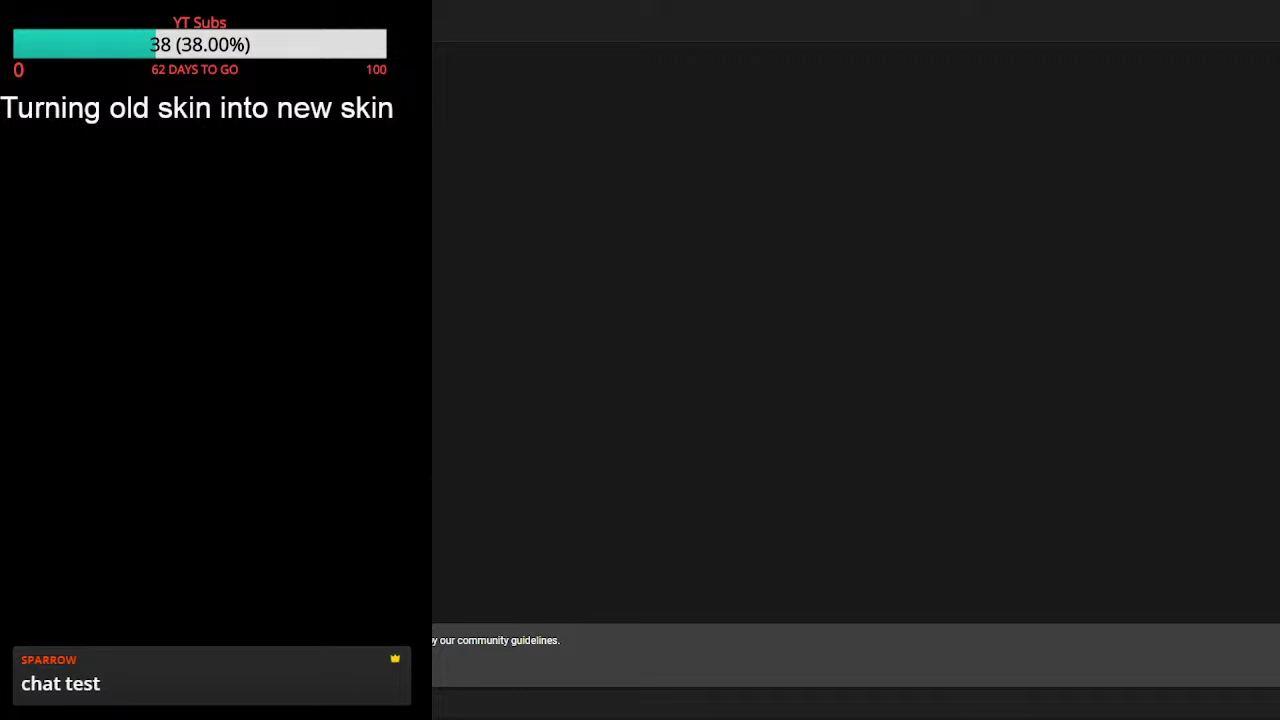 YT Subs
38 (38.00%)
0 62 DAYS TO GO 100
Turning old skin into new skin
y our community guidelines.
SPARROW
chat test